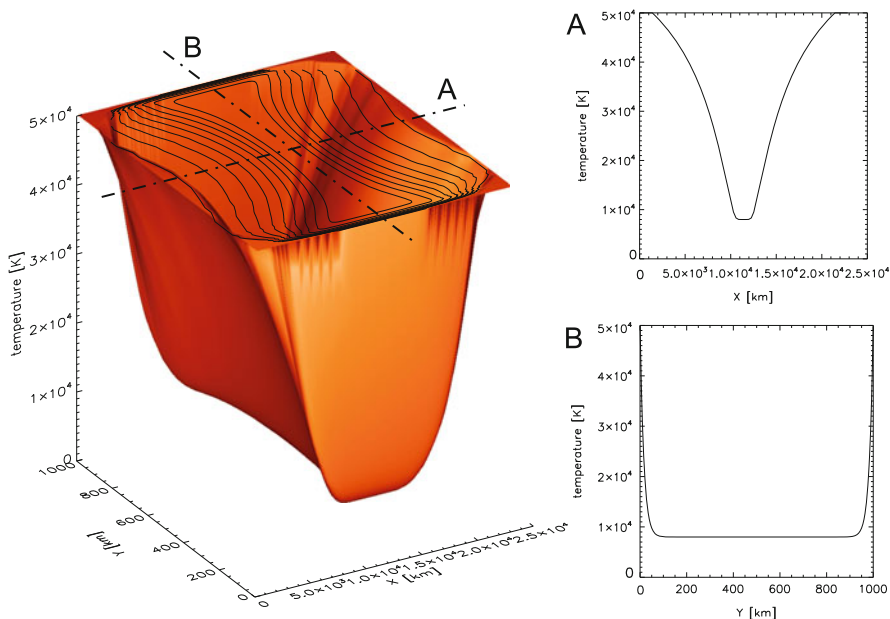 B
A
5×10⁴
4×10⁴
3×10⁴
2×10⁴
1×10⁴
0
temperature [K]
1000
800
600
400
200
0
Y [km]
0
5.0×10³
1.0×10⁴
1.5×10⁴
2.0×10⁴
2.5×10⁴
X [km]
A
5×10⁴
4×10⁴
3×10⁴
2×10⁴
1×10⁴
0
temperature [K]
0 5.0×10³ 1.0×10⁴ 1.5×10⁴ 2.0×10⁴ 2.5×10⁴
X [km]
B
5×10⁴
4×10⁴
3×10⁴
2×10⁴
1×10⁴
0
temperature [K]
0 200 400 600 800 1000
Y [km]